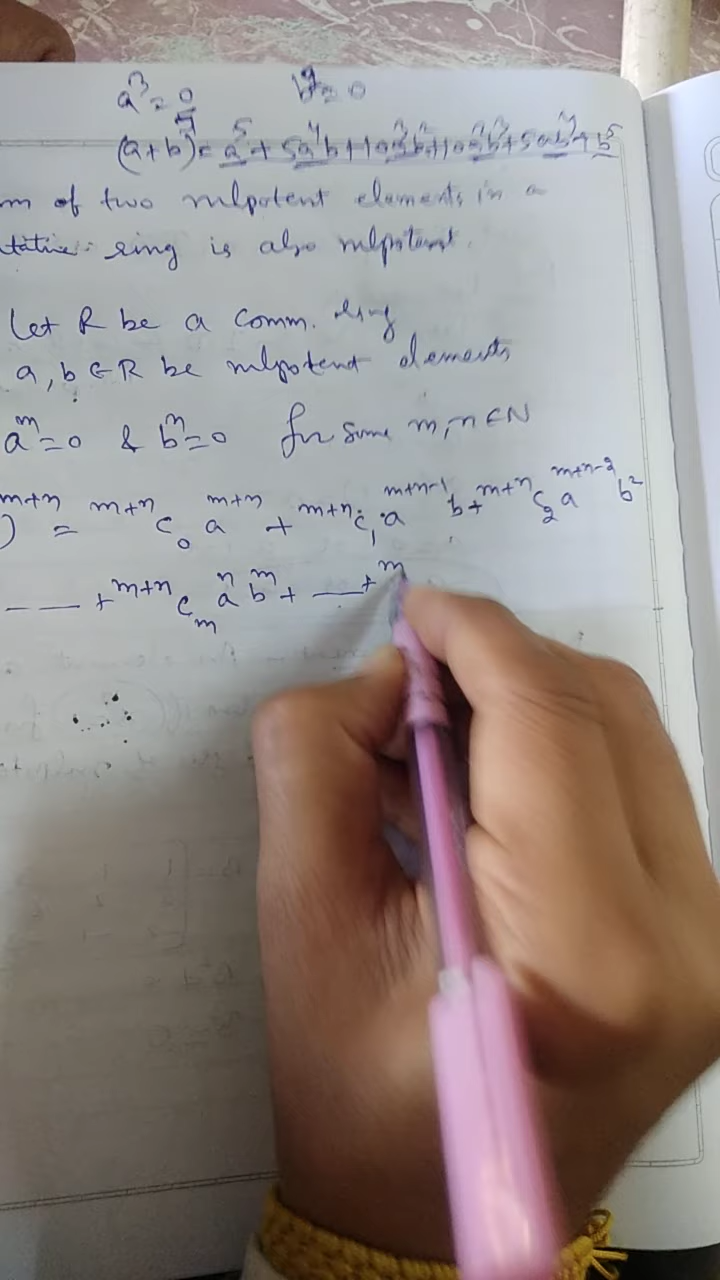 a³ = 0 b² = 0
(a+b)⁵ = a⁵ + 5a⁴b + 10a³b² + 10a²b³ + 5ab⁴ + b⁵
m of two nilpotent elements in a
tative ring is also nilpotent.
Let R be a comm. ring
a, b ∈ R be nilpotent elements
aᵐ = 0 & bⁿ = 0 for some m, n ∈ N
)ᵐ⁺ⁿ = ᵐ⁺ⁿC₀ aᵐ⁺ⁿ + ᵐ⁺ⁿC₁ aᵐ⁺ⁿ⁻¹ b + ᵐ⁺ⁿC₂ aᵐ⁺ⁿ⁻² b²
— — + ᵐ⁺ⁿCₘ aⁿ bᵐ + — + ᵐ